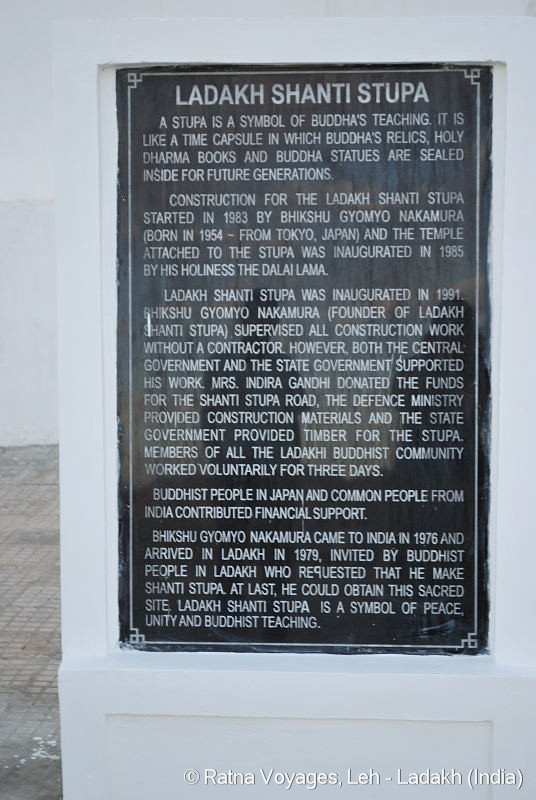 LADAKH SHANTI STUPA
A STUPA IS A SYMBOL OF BUDDHA'S TEACHING. IT IS
LIKE A TIME CAPSULE IN WHICH BUDDHA'S RELICS, HOLY
DHARMA BOOKS AND BUDDHA STATUES ARE SEALED
INSIDE FOR FUTURE GENERATIONS.
CONSTRUCTION FOR THE LADAKH SHANTI STUPA
STARTED IN 1983 BY BHIKSHU GYOMYO NAKAMURA
(BORN IN 1954 ~ FROM TOKYO, JAPAN) AND THE TEMPLE
ATTACHED TO THE STUPA WAS INAUGURATED IN 1985
BY HIS HOLINESS THE DALAI LAMA.
LADAKH SHANTI STUPA WAS INAUGURATED IN 1991.
BHIKSHU GYOMYO NAKAMURA (FOUNDER OF LADAKH
SHANTI STUPA) SUPERVISED ALL CONSTRUCTION WORK
WITHOUT A CONTRACTOR. HOWEVER, BOTH THE CENTRAL
GOVERNMENT AND THE STATE GOVERNMENT SUPPORTED
HIS WORK. MRS. INDIRA GANDHI DONATED THE FUNDS
FOR THE SHANTI STUPA ROAD, THE DEFENCE MINISTRY
PROVIDED CONSTRUCTION MATERIALS AND THE STATE
GOVERNMENT PROVIDED TIMBER FOR THE STUPA.
MEMBERS OF ALL THE LADAKHI BUDDHIST COMMUNITY
WORKED VOLUNTARILY FOR THREE DAYS.
BUDDHIST PEOPLE IN JAPAN AND COMMON PEOPLE FROM
INDIA CONTRIBUTED FINANCIAL SUPPORT.
BHIKSHU GYOMYO NAKAMURA CAME TO INDIA IN 1976 AND
ARRIVED IN LADAKH IN 1979, INVITED BY BUDDHIST
PEOPLE IN LADAKH WHO REQUESTED THAT HE MAKE
SHANTI STUPA. AT LAST, HE COULD OBTAIN THIS SACRED
SITE. LADAKH SHANTI STUPA IS A SYMBOL OF PEACE,
UNITY AND BUDDHIST TEACHING.
© Ratna Voyages, Leh - Ladakh (India)